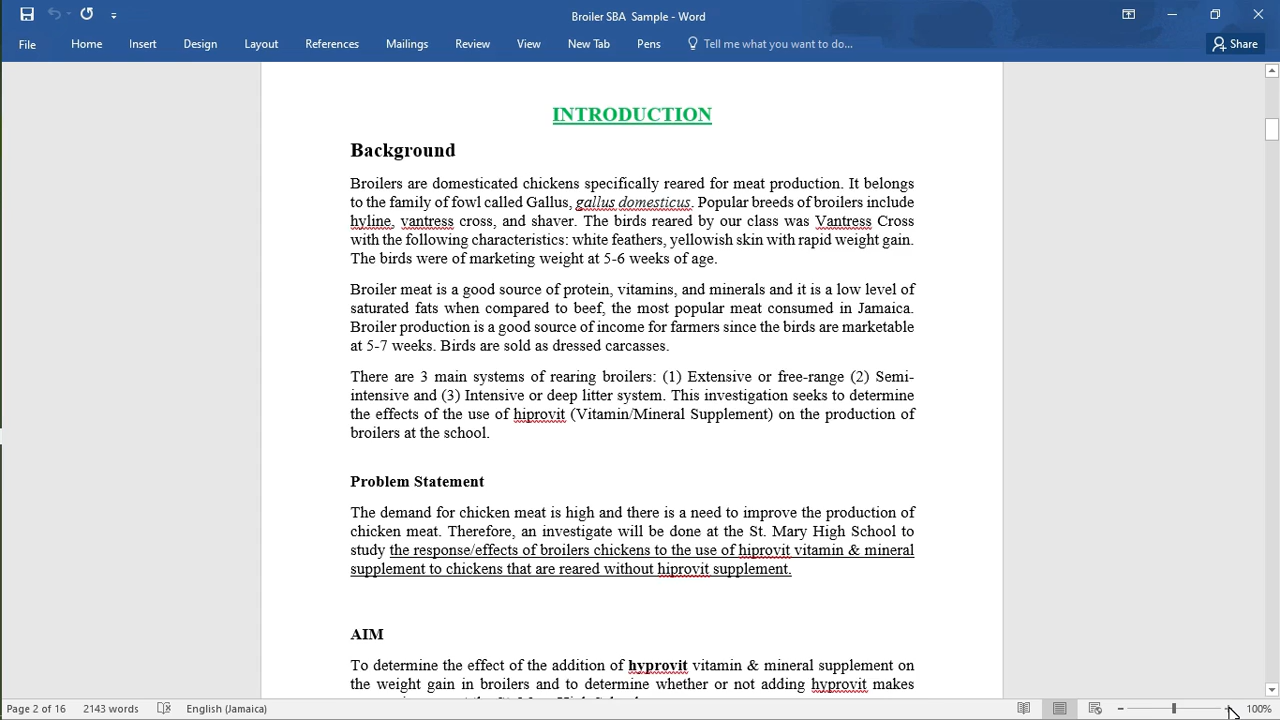 Broiler SBA  Sample - Word
File Home Insert Design Layout References Mailings Review View New Tab Pens Tell me what you want to do... Share
INTRODUCTION
Background
Broilers are domesticated chickens specifically reared for meat production. It belongs
to the family of fowl called Gallus, gallus domesticus. Popular breeds of broilers include
hyline, vantress cross, and shaver. The birds reared by our class was Vantress Cross
with the following characteristics: white feathers, yellowish skin with rapid weight gain.
The birds were of marketing weight at 5-6 weeks of age.
Broiler meat is a good source of protein, vitamins, and minerals and it is a low level of
saturated fats when compared to beef, the most popular meat consumed in Jamaica.
Broiler production is a good source of income for farmers since the birds are marketable
at 5-7 weeks. Birds are sold as dressed carcasses.
There are 3 main systems of rearing broilers: (1) Extensive or free-range (2) Semi-
intensive and (3) Intensive or deep litter system. This investigation seeks to determine
the effects of the use of hiprovit (Vitamin/Mineral Supplement) on the production of
broilers at the school.
Problem Statement
The demand for chicken meat is high and there is a need to improve the production of
chicken meat. Therefore, an investigate will be done at the St. Mary High School to
study the response/effects of broilers chickens to the use of hiprovit vitamin & mineral
supplement to chickens that are reared without hiprovit supplement.
AIM
To determine the effect of the addition of hyprovit vitamin & mineral supplement on
the weight gain in broilers and to determine whether or not adding hyprovit makes
Page 2 of 16 2143 words English (Jamaica) 100%